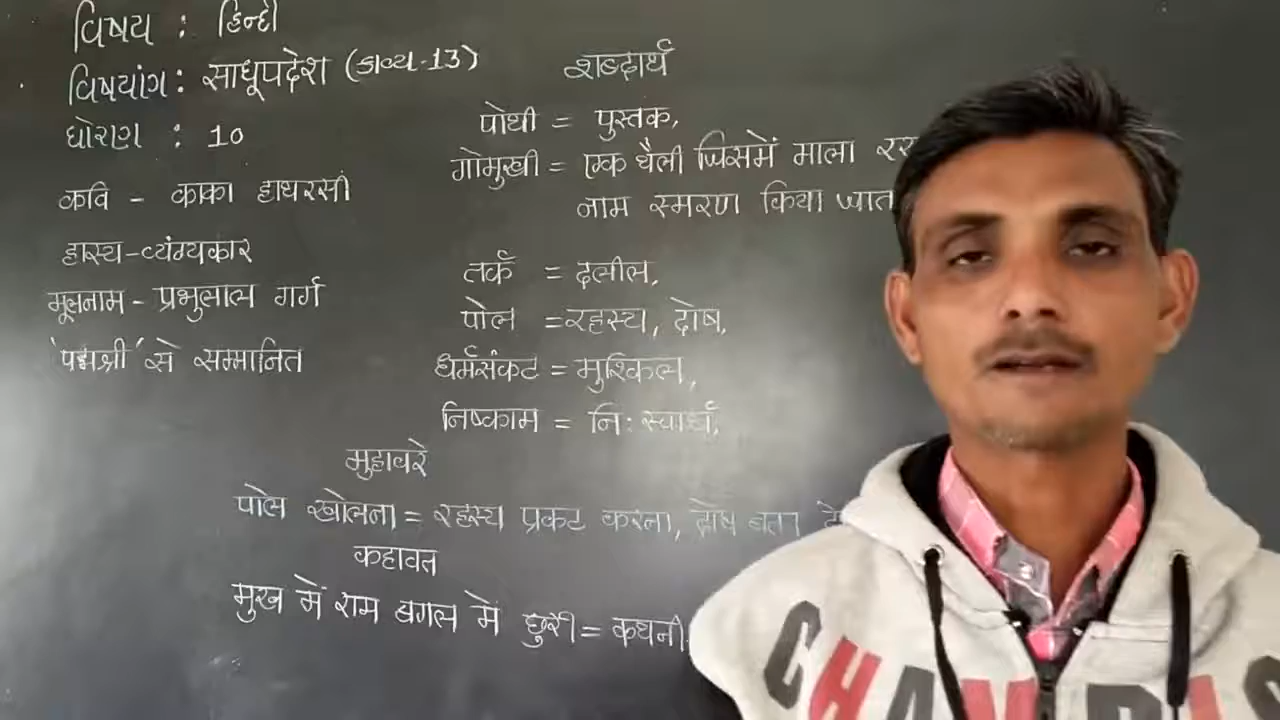 विषय : हिन्दी
विषयांग : साधूपदेश (काव्य-13)
धोरण : 10
कवि - काका हाथरसी
हास्य-व्यंग्यकार
मूलनाम - प्रभुलाल गर्ग
'पद्मश्री' से सम्मानित
शब्दार्थ
पोथी = पुस्तक,
गोमुखी = एक थैली जिसमें माला
नाम स्मरण किया जात
तर्क = दलील,
पोल = रहस्य, दोष,
धर्मसंकट = मुश्किल,
निष्काम = नि: स्वार्थ,
मुहावरे
पोल खोलना = रहस्य प्रकट करना, दोष बता
कहावत
मुख में राम बगल में छुरी = कथनी